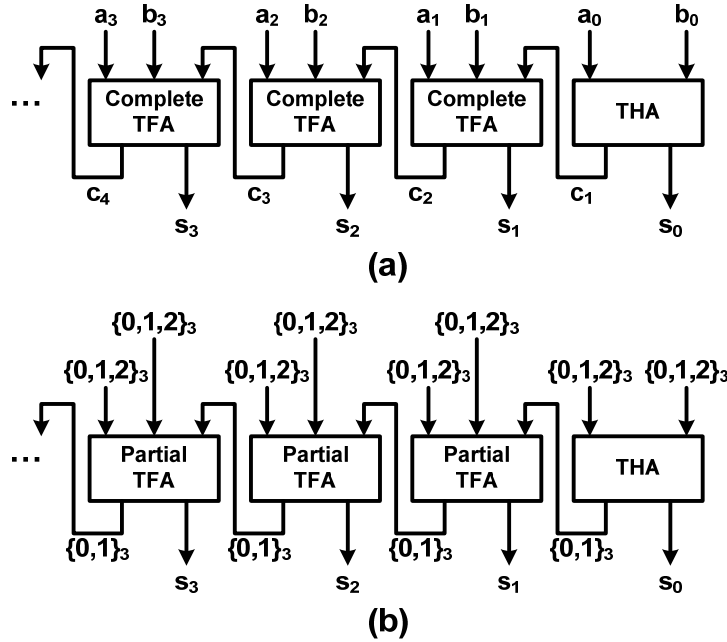 a₃ b₃ a₂ b₂ a₁ b₁ a₀ b₀
... Complete TFA Complete TFA Complete TFA THA
c₄ c₃ c₂ c₁
s₃ s₂ s₁ s₀
(a)
{0,1,2}₃ {0,1,2}₃ {0,1,2}₃
{0,1,2}₃ {0,1,2}₃ {0,1,2}₃ {0,1,2}₃ {0,1,2}₃
... Partial TFA Partial TFA Partial TFA THA
{0,1}₃ {0,1}₃ {0,1}₃ {0,1}₃
s₃ s₂ s₁ s₀
(b)